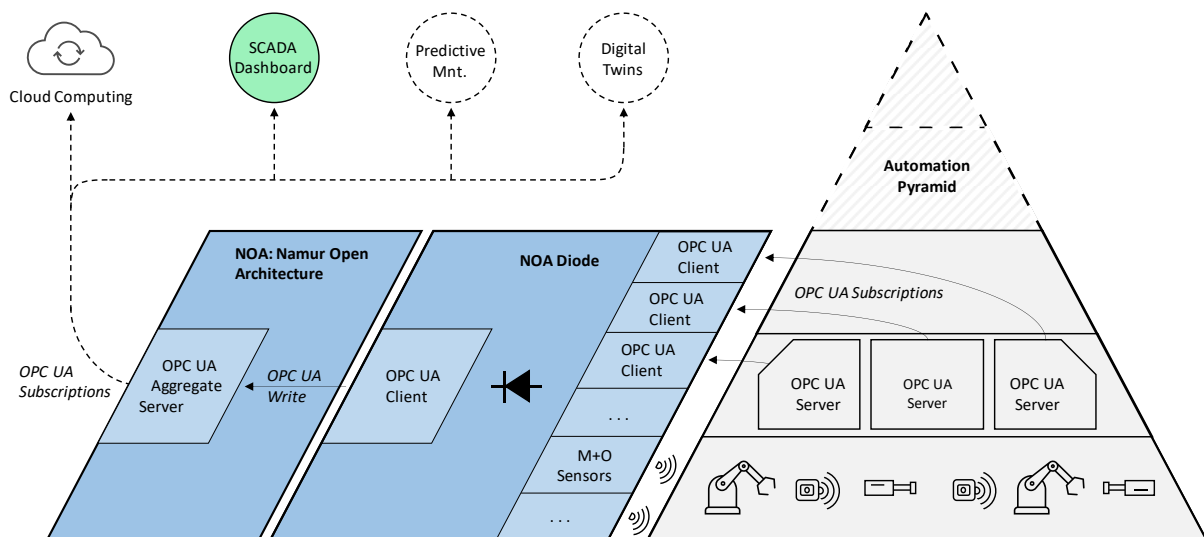 Cloud Computing
SCADA
Dashboard
Predictive
Mnt.
Digital
Twins
Automation
Pyramid
NOA: Namur Open
Architecture
NOA Diode
OPC UA
Client
OPC UA
Client
OPC UA
Client
. . .
M+O
Sensors
. . .
OPC UA Subscriptions
OPC UA
Subscriptions
OPC UA
Aggregate
Server
OPC UA
Write
OPC UA
Client
OPC UA
Server
OPC UA
Server
OPC UA
Server